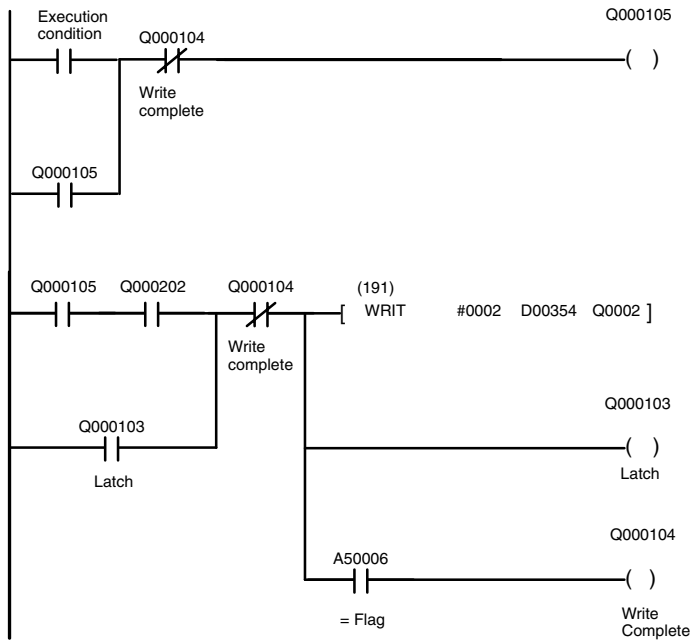 Execution
condition
Q000104
Q000105
Write
complete
Q000105
Q000105
Q000202
Q000104
(191)
WRIT #0002 D00354 Q0002
Write
complete
Q000103
Q000103
Latch
Latch
Q000104
A50006
= Flag
Write
Complete